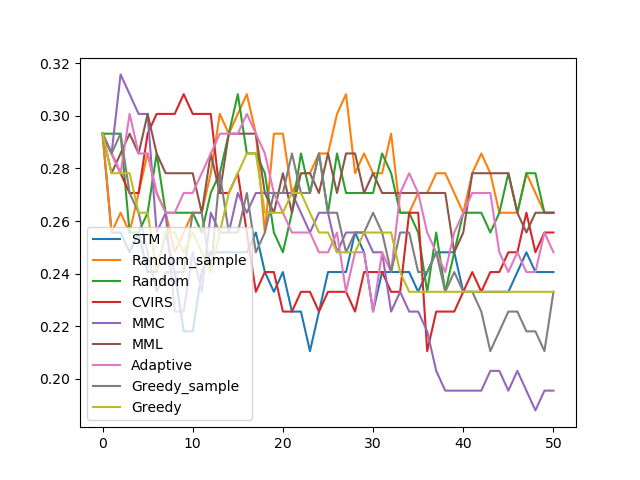 0.32
0.30
0.28
0.26
0.24
0.22
0.20
STM
Random_sample
Random
CVIRS
MMC
MML
Adaptive
Greedy_sample
Greedy
0 10 20 30 40 50